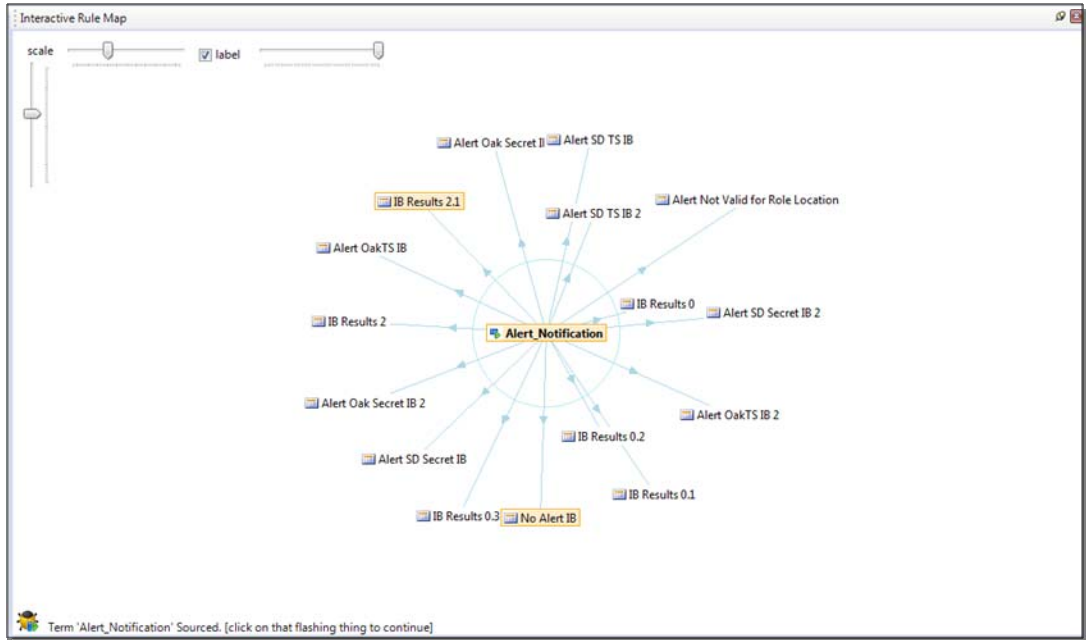 Interactive Rule Map
scale
label
Alert Oak Secret II
Alert SD TS IB
IB Results 2.1
Alert Not Valid for Role Location
Alert SD TS IB 2
Alert OakTS IB
IB Results 0
Alert SD Secret IB 2
IB Results 2
Alert_Notification
Alert Oak Secret IB 2
Alert OakTS IB 2
IB Results 0.2
Alert SD Secret IB
IB Results 0.1
IB Results 0.3
No Alert IB
Term 'Alert_Notification' Sourced. [click on that flashing thing to continue]